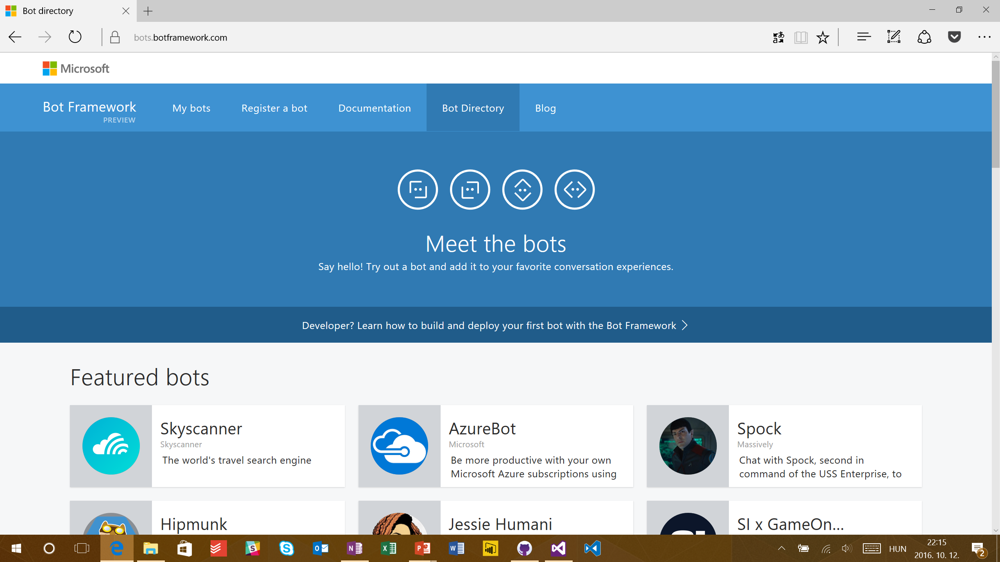 Bot directory
bots.botframework.com
Microsoft
Bot Framework
PREVIEW
My bots
Register a bot
Documentation
Bot Directory
Blog
Meet the bots
Say hello! Try out a bot and add it to your favorite conversation experiences.
Developer? Learn how to build and deploy your first bot with the Bot Framework
Featured bots
Skyscanner
Skyscanner
The world's travel search engine
AzureBot
Microsoft
Be more productive with your own
Microsoft Azure subscriptions using
Spock
Massively
Chat with Spock, second in
command of the USS Enterprise, to
Hipmunk
Jessie Humani
SI x GameOn...
HUN
22:15
2016. 10. 12.
2